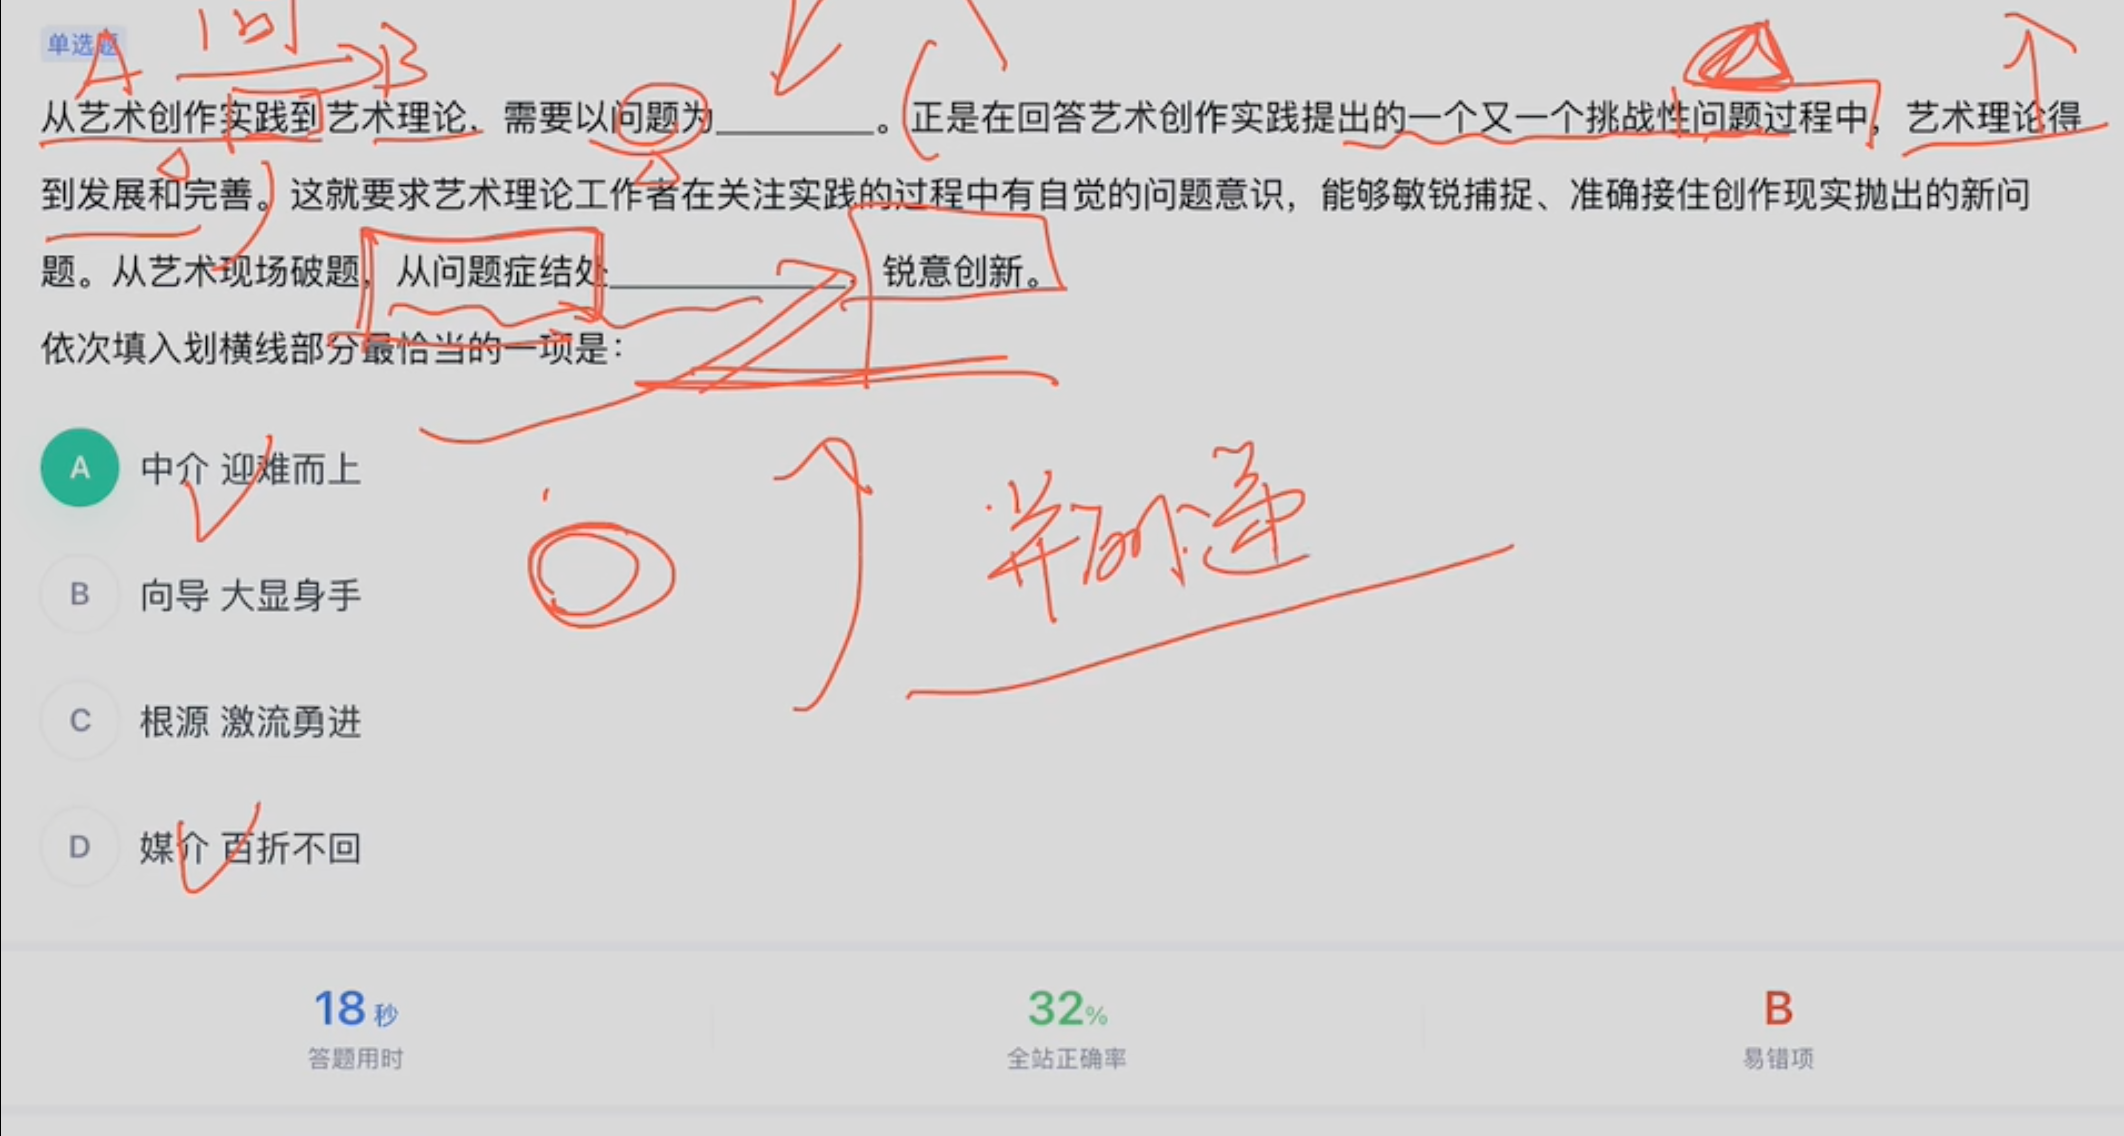 单选题
A 问 B
从艺术创作实践到艺术理论，需要以问题为________。正是在回答艺术创作实践提出的一个又一个挑战性问题过程中，艺术理论得
到发展和完善。这就要求艺术理论工作者在关注实践的过程中有自觉的问题意识，能够敏锐捕捉、准确接住创作现实抛出的新问
题。从艺术现场破题，从问题症结处____________，锐意创新。
依次填入划横线部分最恰当的一项是：
A 中介 迎难而上
B 向导 大显身手
C 根源 激流勇进
D 媒介 百折不回
18秒 32% B
答题用时 全站正确率 易错项